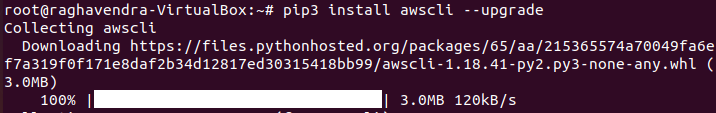 root@raghavendra-VirtualBox:~# pip3 install awscli --upgrade
Collecting awscli
  Downloading https://files.pythonhosted.org/packages/65/aa/215365574a70049fa6e
f7a319f0f171e8daf2b34d12817ed30315418bb99/awscli-1.18.41-py2.py3-none-any.whl (
3.0MB)
    100% |████████████████████████████████| 3.0MB 120kB/s